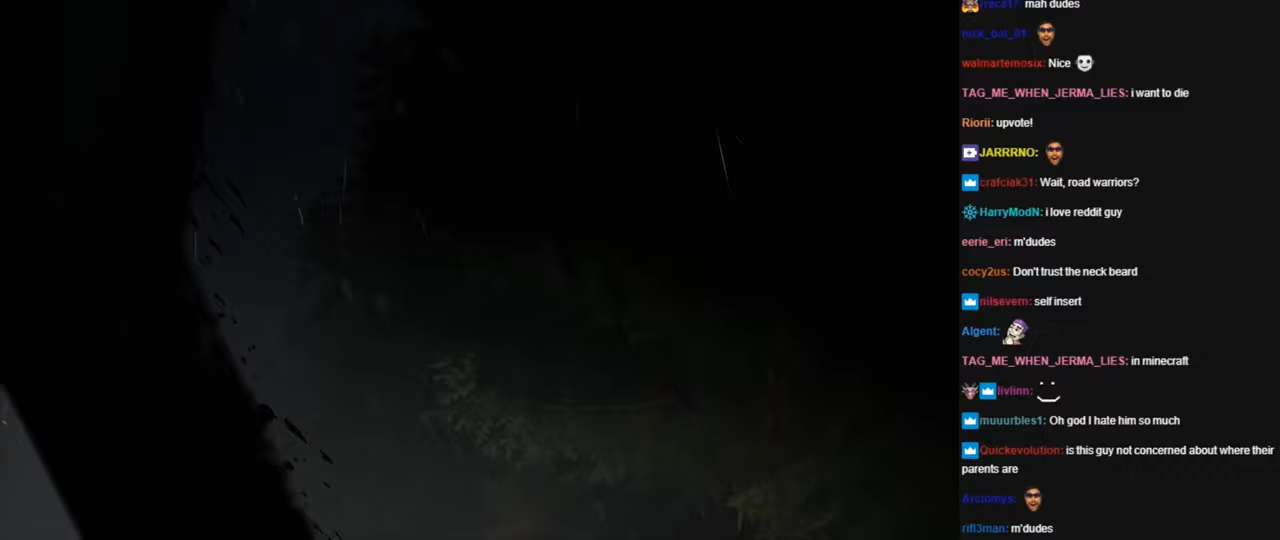 mah dudes
walmartemosix: Nice
TAG_ME_WHEN_JERMA_LIES: i want to die
Riorii: upvote!
JARRRNO:
crafciak31: Wait, road warriors?
HarryModN: i love reddit guy
eerie_eri: m'dudes
cocy2us: Don't trust the neck beard
nilsevern: self insert
Algent:
TAG_ME_WHEN_JERMA_LIES: in minecraft
livlinn:
muuurbles1: Oh god I hate him so much
Quickevolution: is this guy not concerned about where their
parents are
Arctomys:
rifl3man: m'dudes